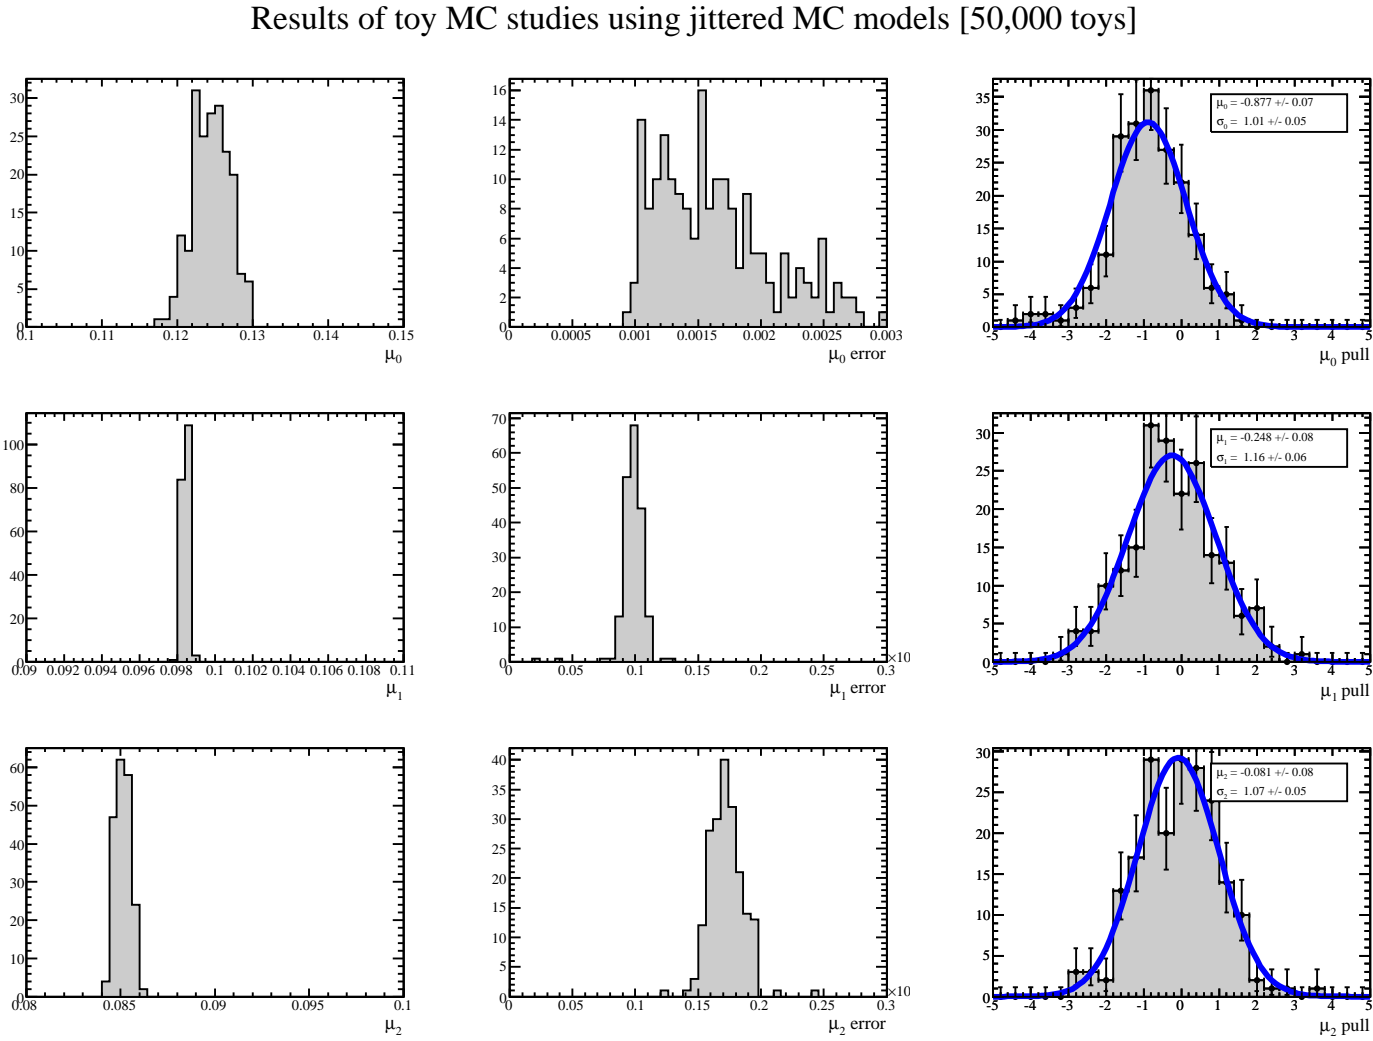 Results of toy MC studies using jittered MC models [50,000 toys]
30
25
20
15
10
5
0
0.1 0.11 0.12 0.13 0.14 0.15
μ0
16
14
12
10
8
6
4
2
0
0 0.0005 0.001 0.0015 0.002 0.0025 0.003
μ0 error
35
30
25
20
15
10
5
0
-5 -4 -3 -2 -1 0 1 2 3 4 5
μ0 pull
μ0 = -0.877 +/- 0.07
σ0 = 1.01 +/- 0.05
100
80
60
40
20
0
0.09 0.092 0.094 0.096 0.098 0.1 0.102 0.104 0.106 0.108 0.11
μ1
70
60
50
40
30
20
10
0
0 0.05 0.1 0.15 0.2 0.25 0.3
×10
μ1 error
30
25
20
15
10
5
0
-5 -4 -3 -2 -1 0 1 2 3 4 5
μ1 pull
μ1 = -0.248 +/- 0.08
σ1 = 1.16 +/- 0.06
60
50
40
30
20
10
0
0.08 0.085 0.09 0.095 0.1
μ2
40
35
30
25
20
15
10
5
0
0 0.05 0.1 0.15 0.2 0.25 0.3
×10
μ2 error
30
25
20
15
10
5
0
-5 -4 -3 -2 -1 0 1 2 3 4 5
μ2 pull
μ2 = -0.081 +/- 0.08
σ2 = 1.07 +/- 0.05